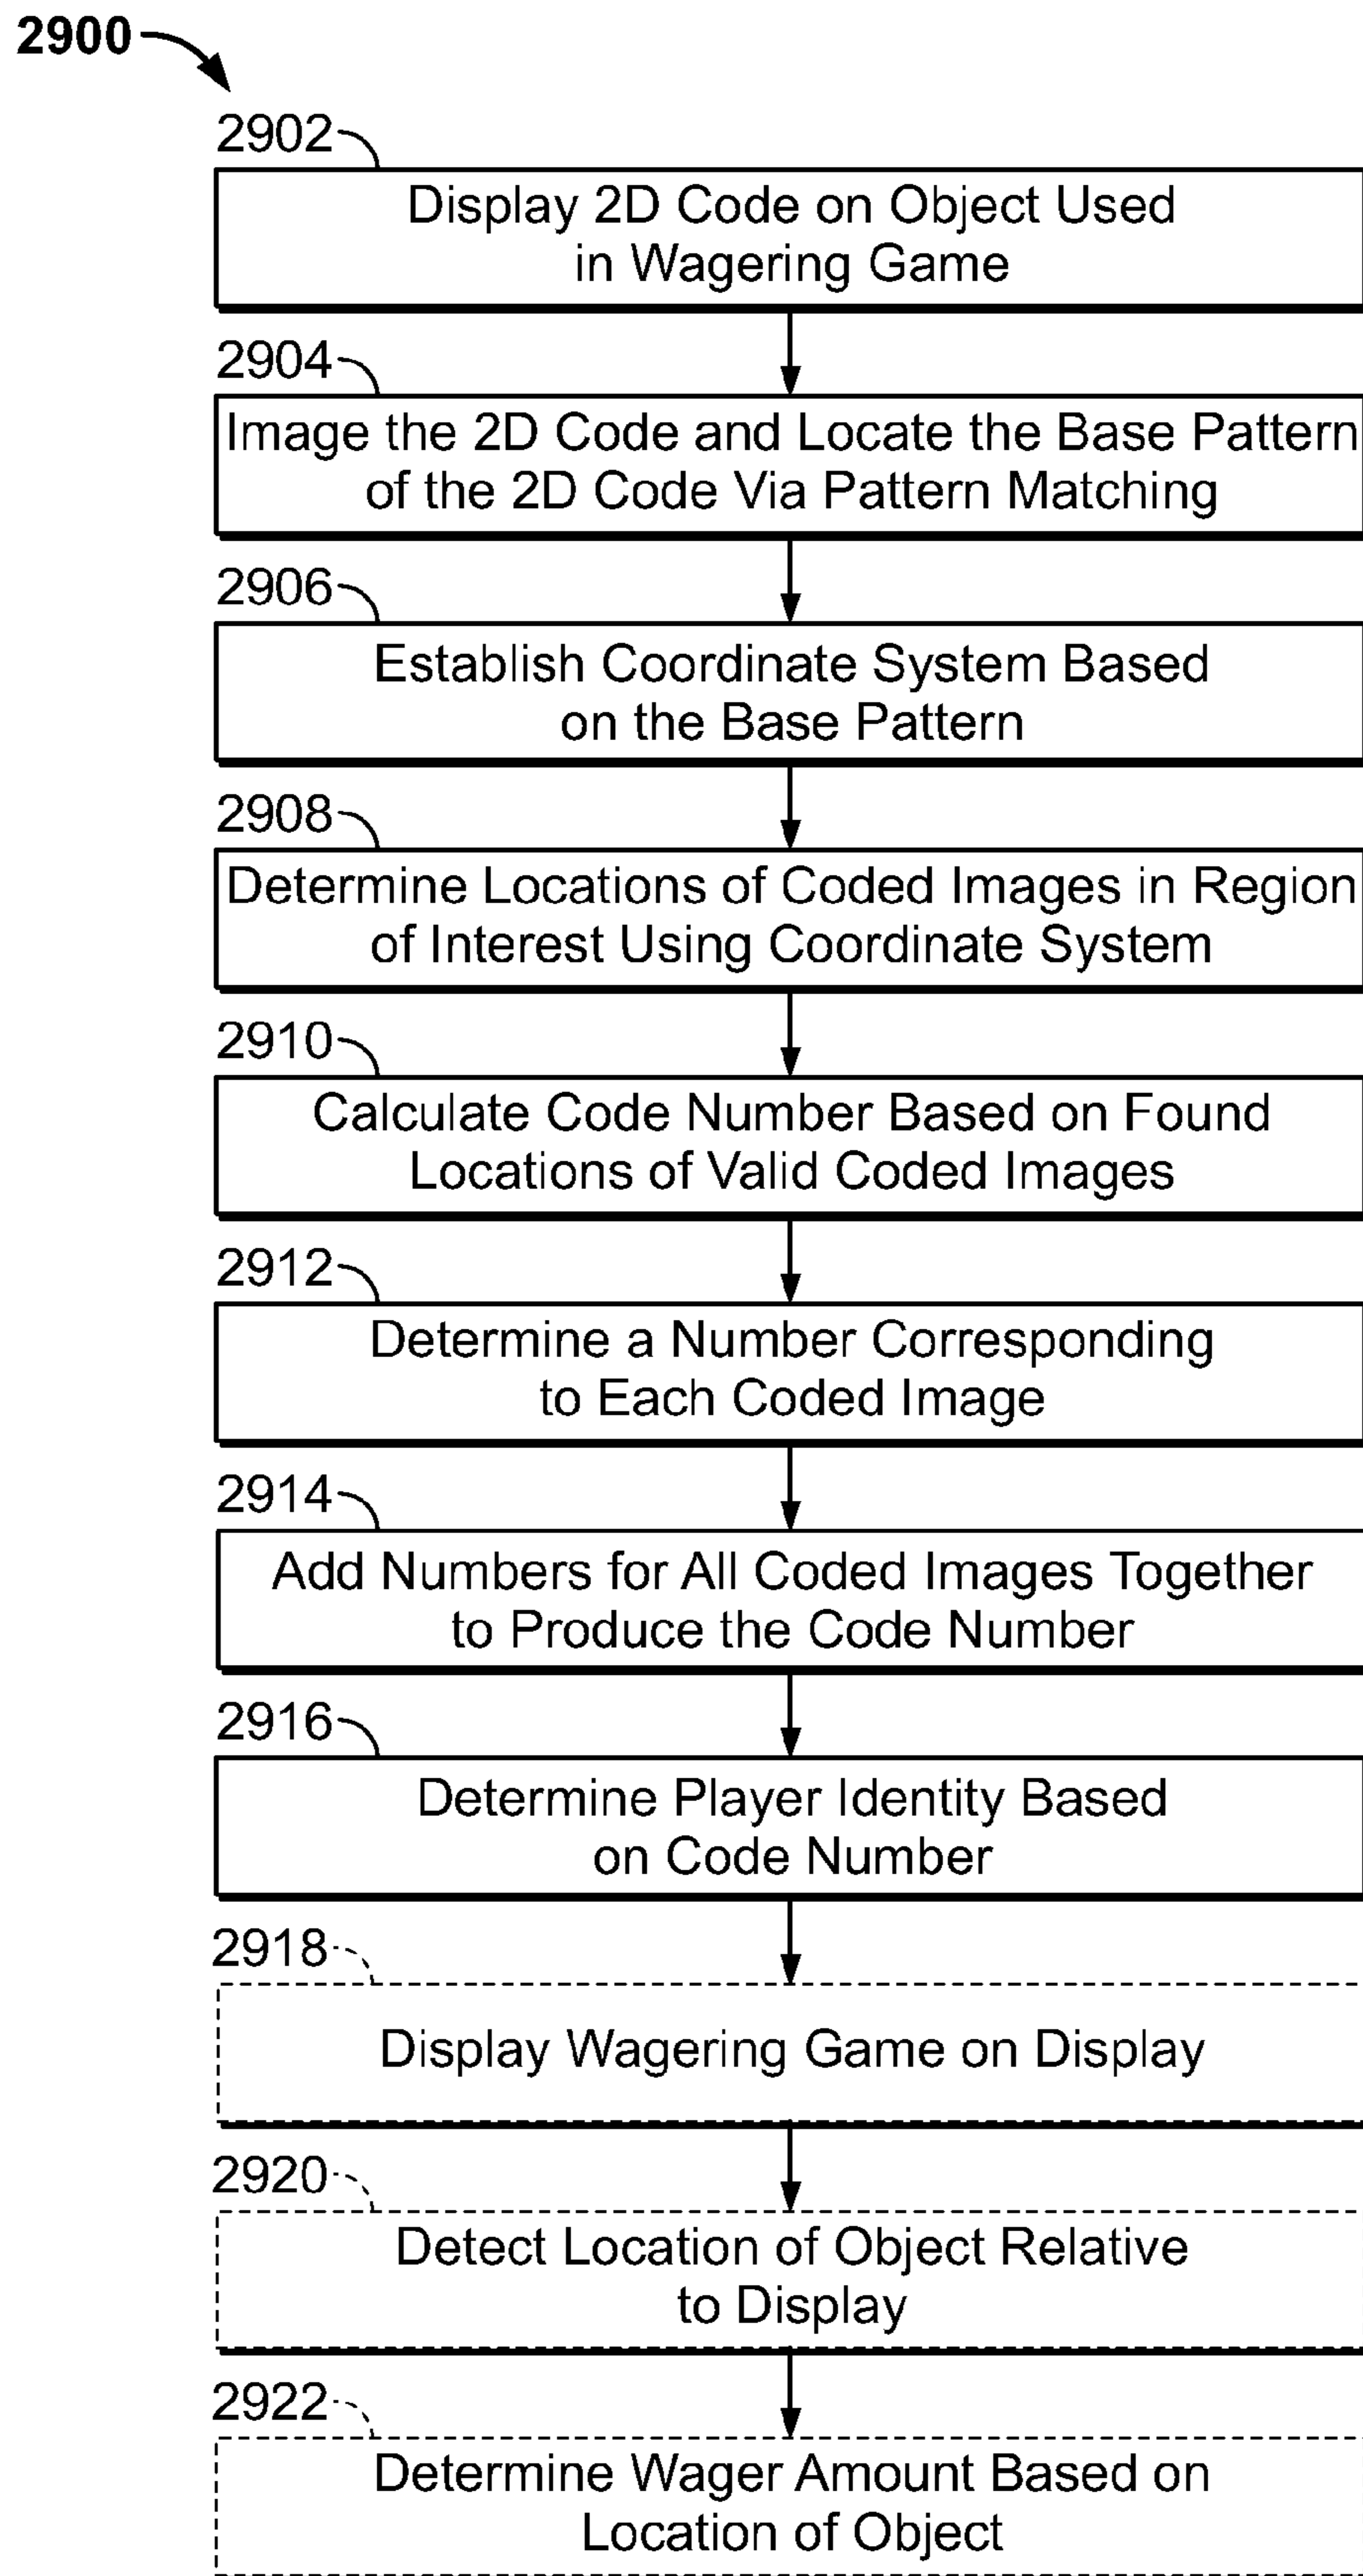 2900
2902
Display 2D Code on Object Used
in Wagering Game
2904
Image the 2D Code and Locate the Base Pattern
of the 2D Code Via Pattern Matching
2906
Establish Coordinate System Based
on the Base Pattern
2908
Determine Locations of Coded Images in Region
of Interest Using Coordinate System
2910
Calculate Code Number Based on Found
Locations of Valid Coded Images
2912
Determine a Number Corresponding
to Each Coded Image
2914
Add Numbers for All Coded Images Together
to Produce the Code Number
2916
Determine Player Identity Based
on Code Number
2918
Display Wagering Game on Display
2920
Detect Location of Object Relative
to Display
2922
Determine Wager Amount Based on
Location of Object